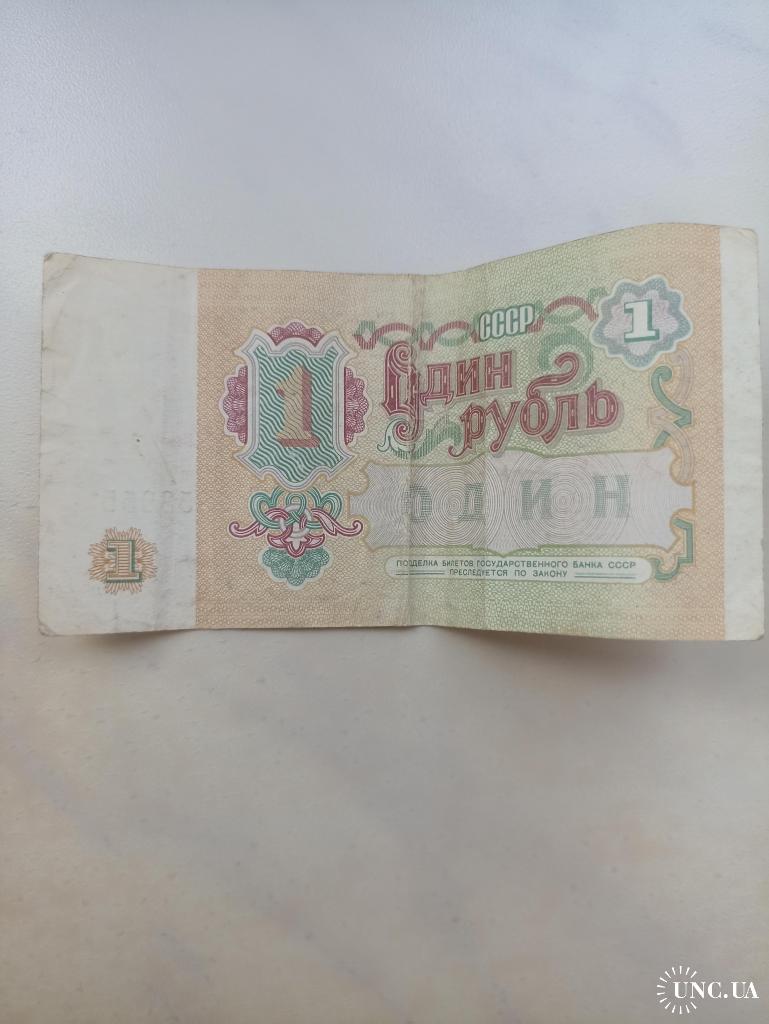 СССР
1
1
Один
рубль
ОДИН
ПОДДЕЛКА БИЛЕТОВ ГОСУДАРСТВЕННОГО БАНКА СССР
ПРЕСЛЕДУЕТСЯ ПО ЗАКОНУ
1
UNC.UA